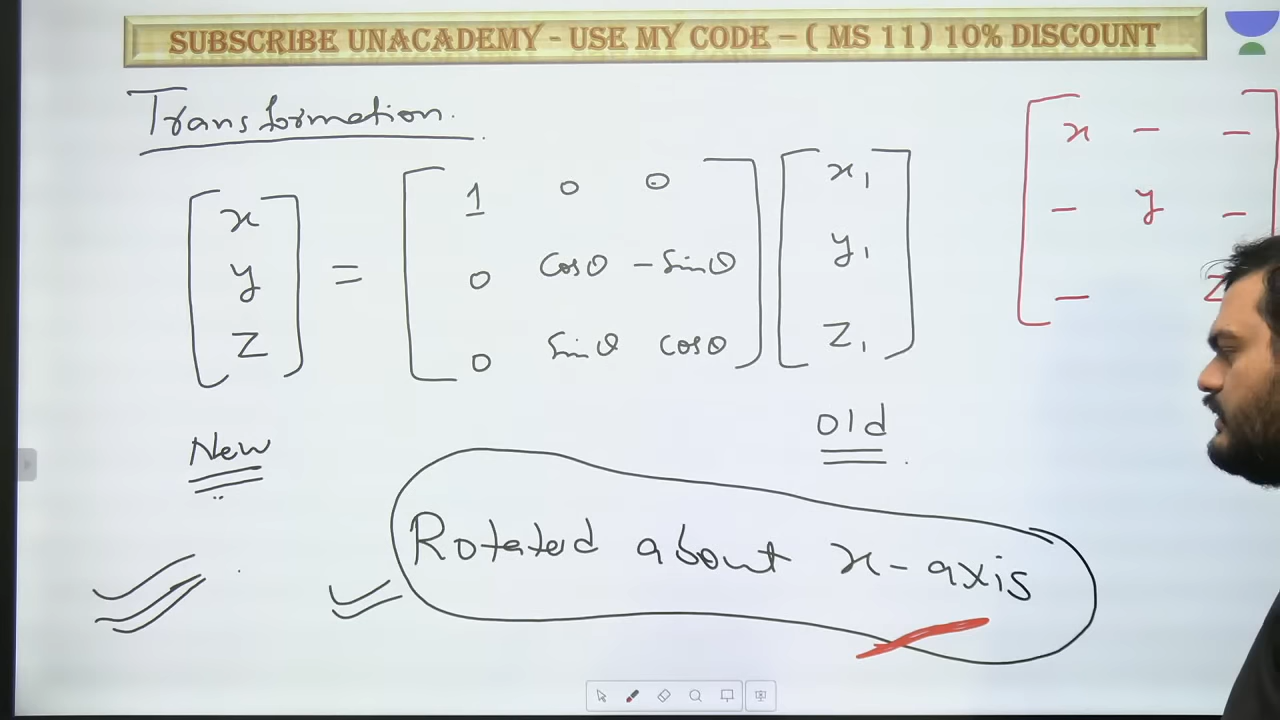 SUBSCRIBE UNACADEMY - USE MY CODE – ( MS 11) 10% DISCOUNT
Transformation.
[ x ] = [ 1 0 0 ] [ x₁ ]
[ y ] = [ 0 cosθ -sinθ ] [ y₁ ]
[ z ] = [ 0 sinθ cosθ ] [ z₁ ]
x - -
- y -
- z
New
Old
Rotated about x-axis